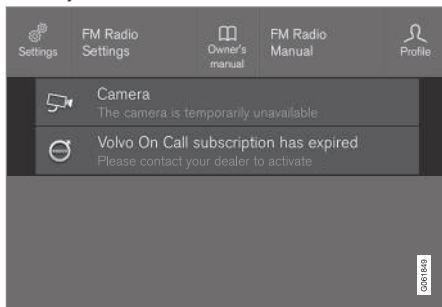 Settings
FM Radio
Settings
Owner's
manual
FM Radio
Manual
Profile
Camera
The camera is temporarily unavailable
Volvo On Call subscription has expired
Please contact your dealer to activate
G061849